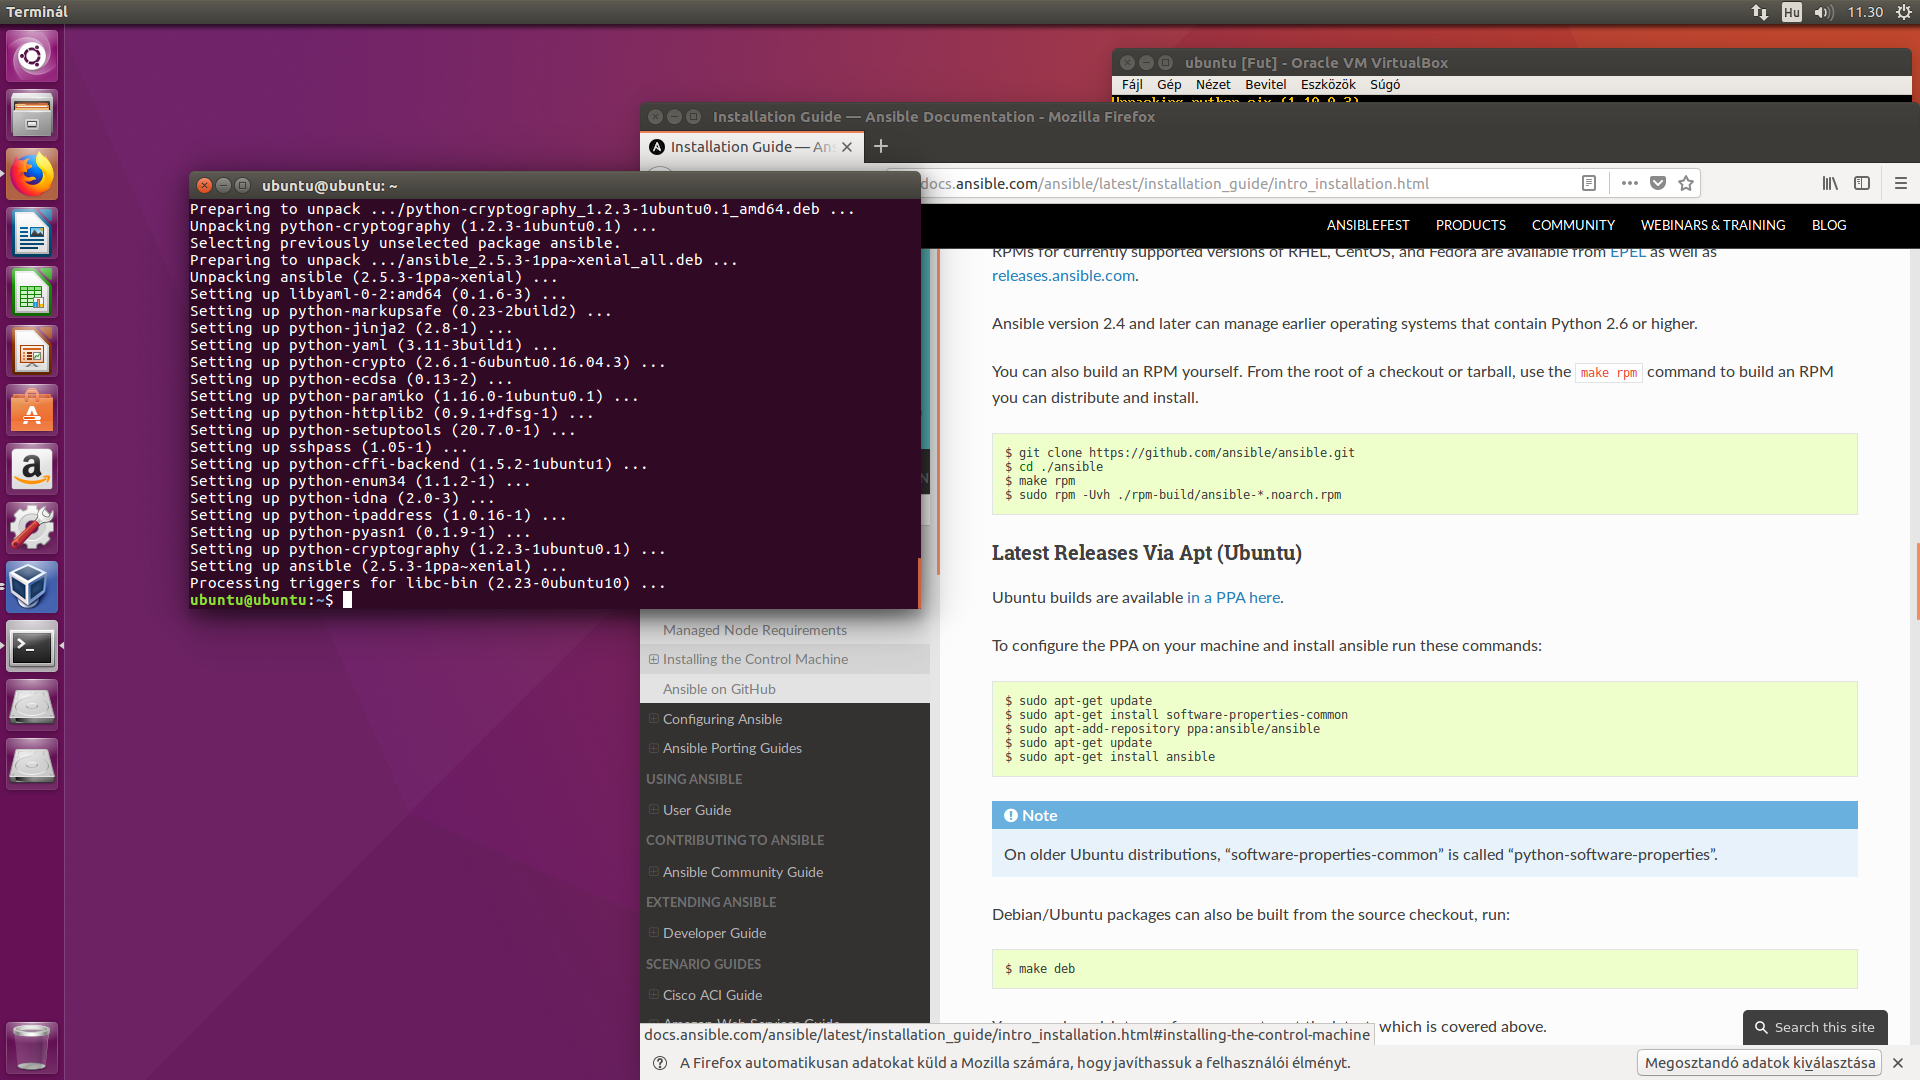 Terminál
Hu
11.30
ubuntu [Fut] - Oracle VM VirtualBox
Fájl Gép Nézet Bevitel Eszközök Súgó
Installation Guide — Ansible Documentation - Mozilla Firefox
Installation Guide — An
docs.ansible.com/ansible/latest/installation_guide/intro_installation.html
ANSIBLEFEST PRODUCTS COMMUNITY WEBINARS & TRAINING BLOG
ubuntu@ubuntu: ~
Preparing to unpack .../python-cryptography_1.2.3-1ubuntu0.1_amd64.deb ...
Unpacking python-cryptography (1.2.3-1ubuntu0.1) ...
Selecting previously unselected package ansible.
Preparing to unpack .../ansible_2.5.3-1ppa~xenial_all.deb ...
Unpacking ansible (2.5.3-1ppa~xenial) ...
Setting up libyaml-0-2:amd64 (0.1.6-3) ...
Setting up python-markupsafe (0.23-2build2) ...
Setting up python-jinja2 (2.8-1) ...
Setting up python-yaml (3.11-3build1) ...
Setting up python-crypto (2.6.1-6ubuntu0.16.04.3) ...
Setting up python-ecdsa (0.13-2) ...
Setting up python-paramiko (1.16.0-1ubuntu0.1) ...
Setting up python-httplib2 (0.9.1+dfsg-1) ...
Setting up python-setuptools (20.7.0-1) ...
Setting up sshpass (1.05-1) ...
Setting up python-cffi-backend (1.5.2-1ubuntu1) ...
Setting up python-enum34 (1.1.2-1) ...
Setting up python-idna (2.0-3) ...
Setting up python-ipaddress (1.0.16-1) ...
Setting up python-pyasn1 (0.1.9-1) ...
Setting up python-cryptography (1.2.3-1ubuntu0.1) ...
Setting up ansible (2.5.3-1ppa~xenial) ...
Processing triggers for libc-bin (2.23-0ubuntu10) ...
ubuntu@ubuntu:~$
Managed Node Requirements
Installing the Control Machine
Ansible on GitHub
Configuring Ansible
Ansible Porting Guides
USING ANSIBLE
User Guide
CONTRIBUTING TO ANSIBLE
Ansible Community Guide
EXTENDING ANSIBLE
Developer Guide
SCENARIO GUIDES
Cisco ACI Guide
RPMs for currently supported versions of RHEL, CentOS, and Fedora are available from EPEL as well as
releases.ansible.com.
Ansible version 2.4 and later can manage earlier operating systems that contain Python 2.6 or higher.
You can also build an RPM yourself. From the root of a checkout or tarball, use the make rpm command to build an RPM
you can distribute and install.
$ git clone https://github.com/ansible/ansible.git
$ cd ./ansible
$ make rpm
$ sudo rpm -Uvh ./rpm-build/ansible-*.noarch.rpm
Latest Releases Via Apt (Ubuntu)
Ubuntu builds are available in a PPA here.
To configure the PPA on your machine and install ansible run these commands:
$ sudo apt-get update
$ sudo apt-get install software-properties-common
$ sudo apt-add-repository ppa:ansible/ansible
$ sudo apt-get update
$ sudo apt-get install ansible
Note
On older Ubuntu distributions, “software-properties-common” is called “python-software-properties”.
Debian/Ubuntu packages can also be built from the source checkout, run:
$ make deb
which is covered above.
Search this site
docs.ansible.com/ansible/latest/installation_guide/intro_installation.html#installing-the-control-machine
A Firefox automatikusan adatokat küld a Mozilla számára, hogy javíthassuk a felhasználói élményt.
Megosztandó adatok kiválasztása